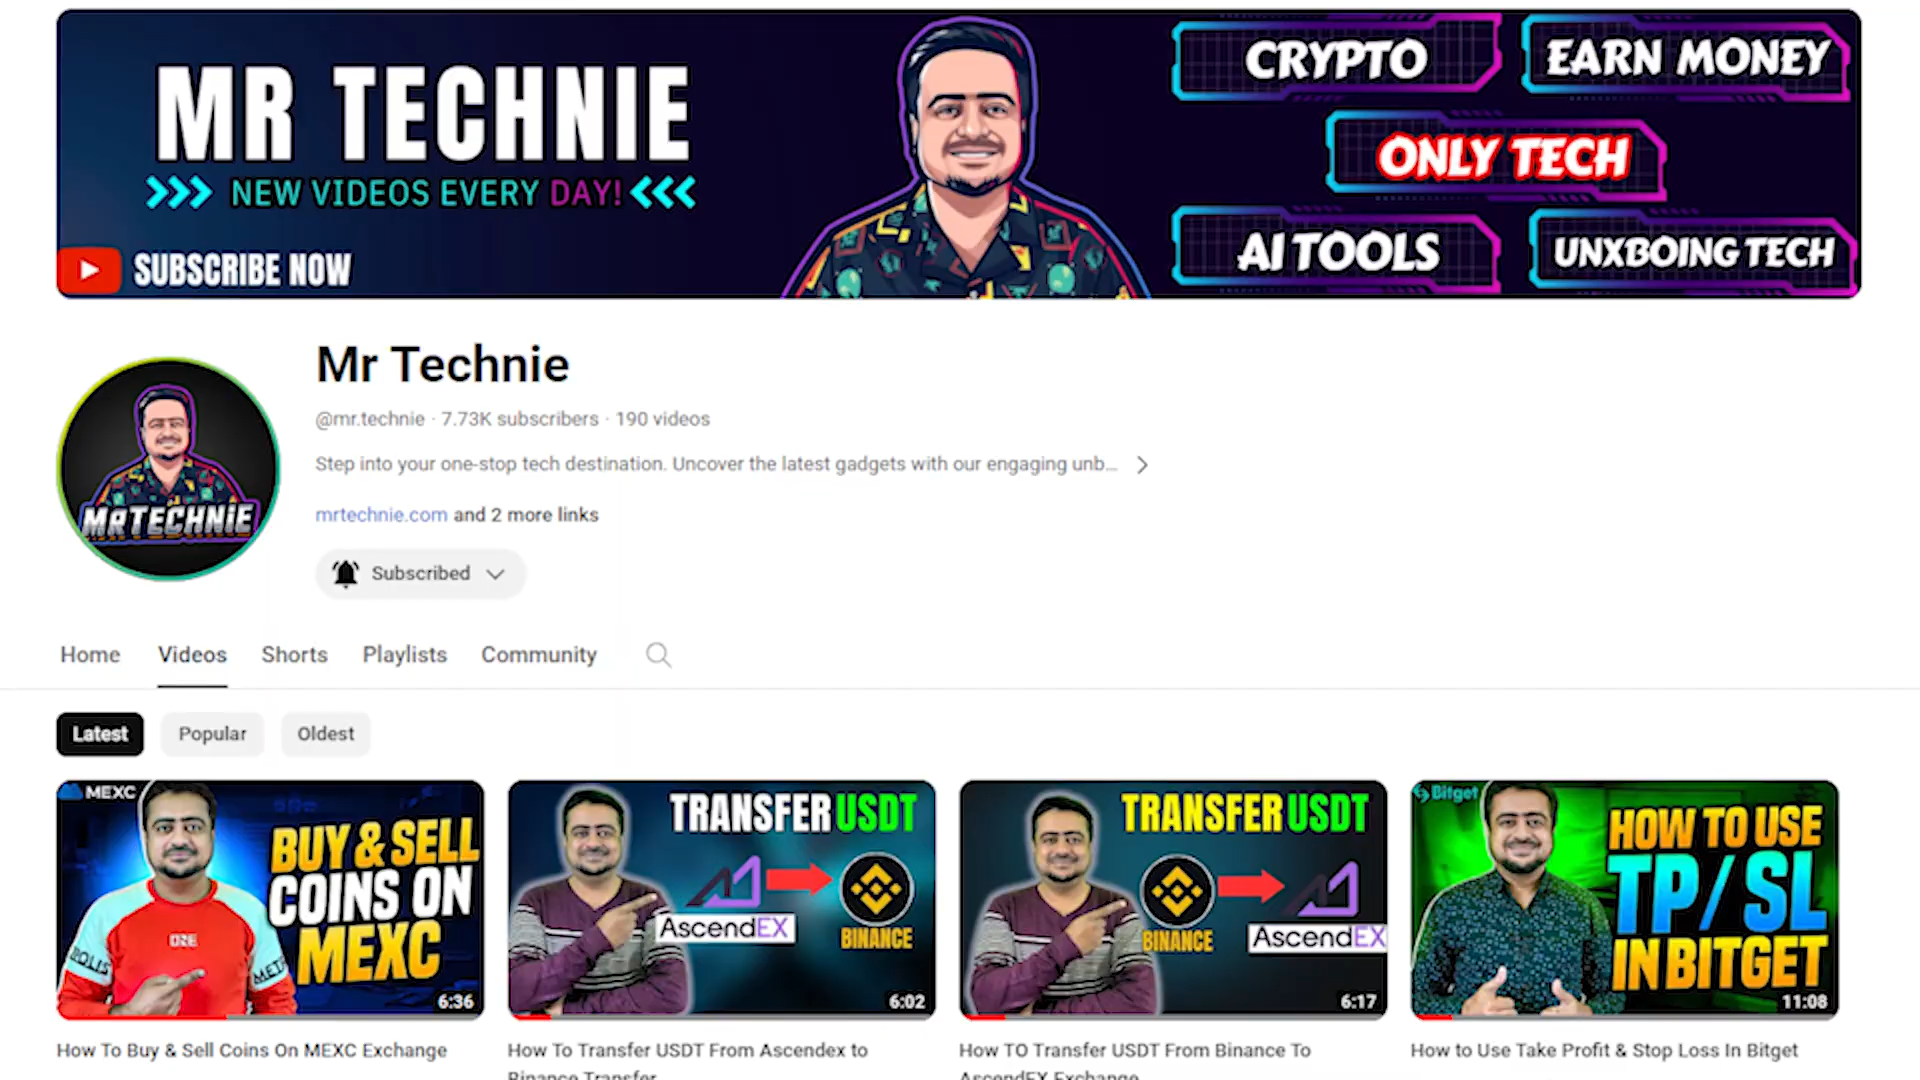 MR TECHNIE
NEW VIDEOS EVERY DAY!
SUBSCRIBE NOW
CRYPTO
EARN MONEY
ONLY TECH
AI TOOLS
UNXBOING TECH
MRTECHNIE
Mr Technie
@mr.technie · 7.73K subscribers · 190 videos
Step into your one-stop tech destination. Uncover the latest gadgets with our engaging unb...
mrtechnie.com and 2 more links
Subscribed
Home Videos Shorts Playlists Community
Latest Popular Oldest
MEXC
BUY & SELL
COINS ON
MEXC
6:36
How To Buy & Sell Coins On MEXC Exchange
TRANSFER USDT
AscendEX
BINANCE
6:02
How To Transfer USDT From Ascendex to
Binance Transfer
TRANSFER USDT
BINANCE
AscendEX
6:17
How TO Transfer USDT From Binance To
AscendEX Exchange
Bitget
HOW TO USE
TP/SL
IN BITGET
11:08
How to Use Take Profit & Stop Loss In Bitget